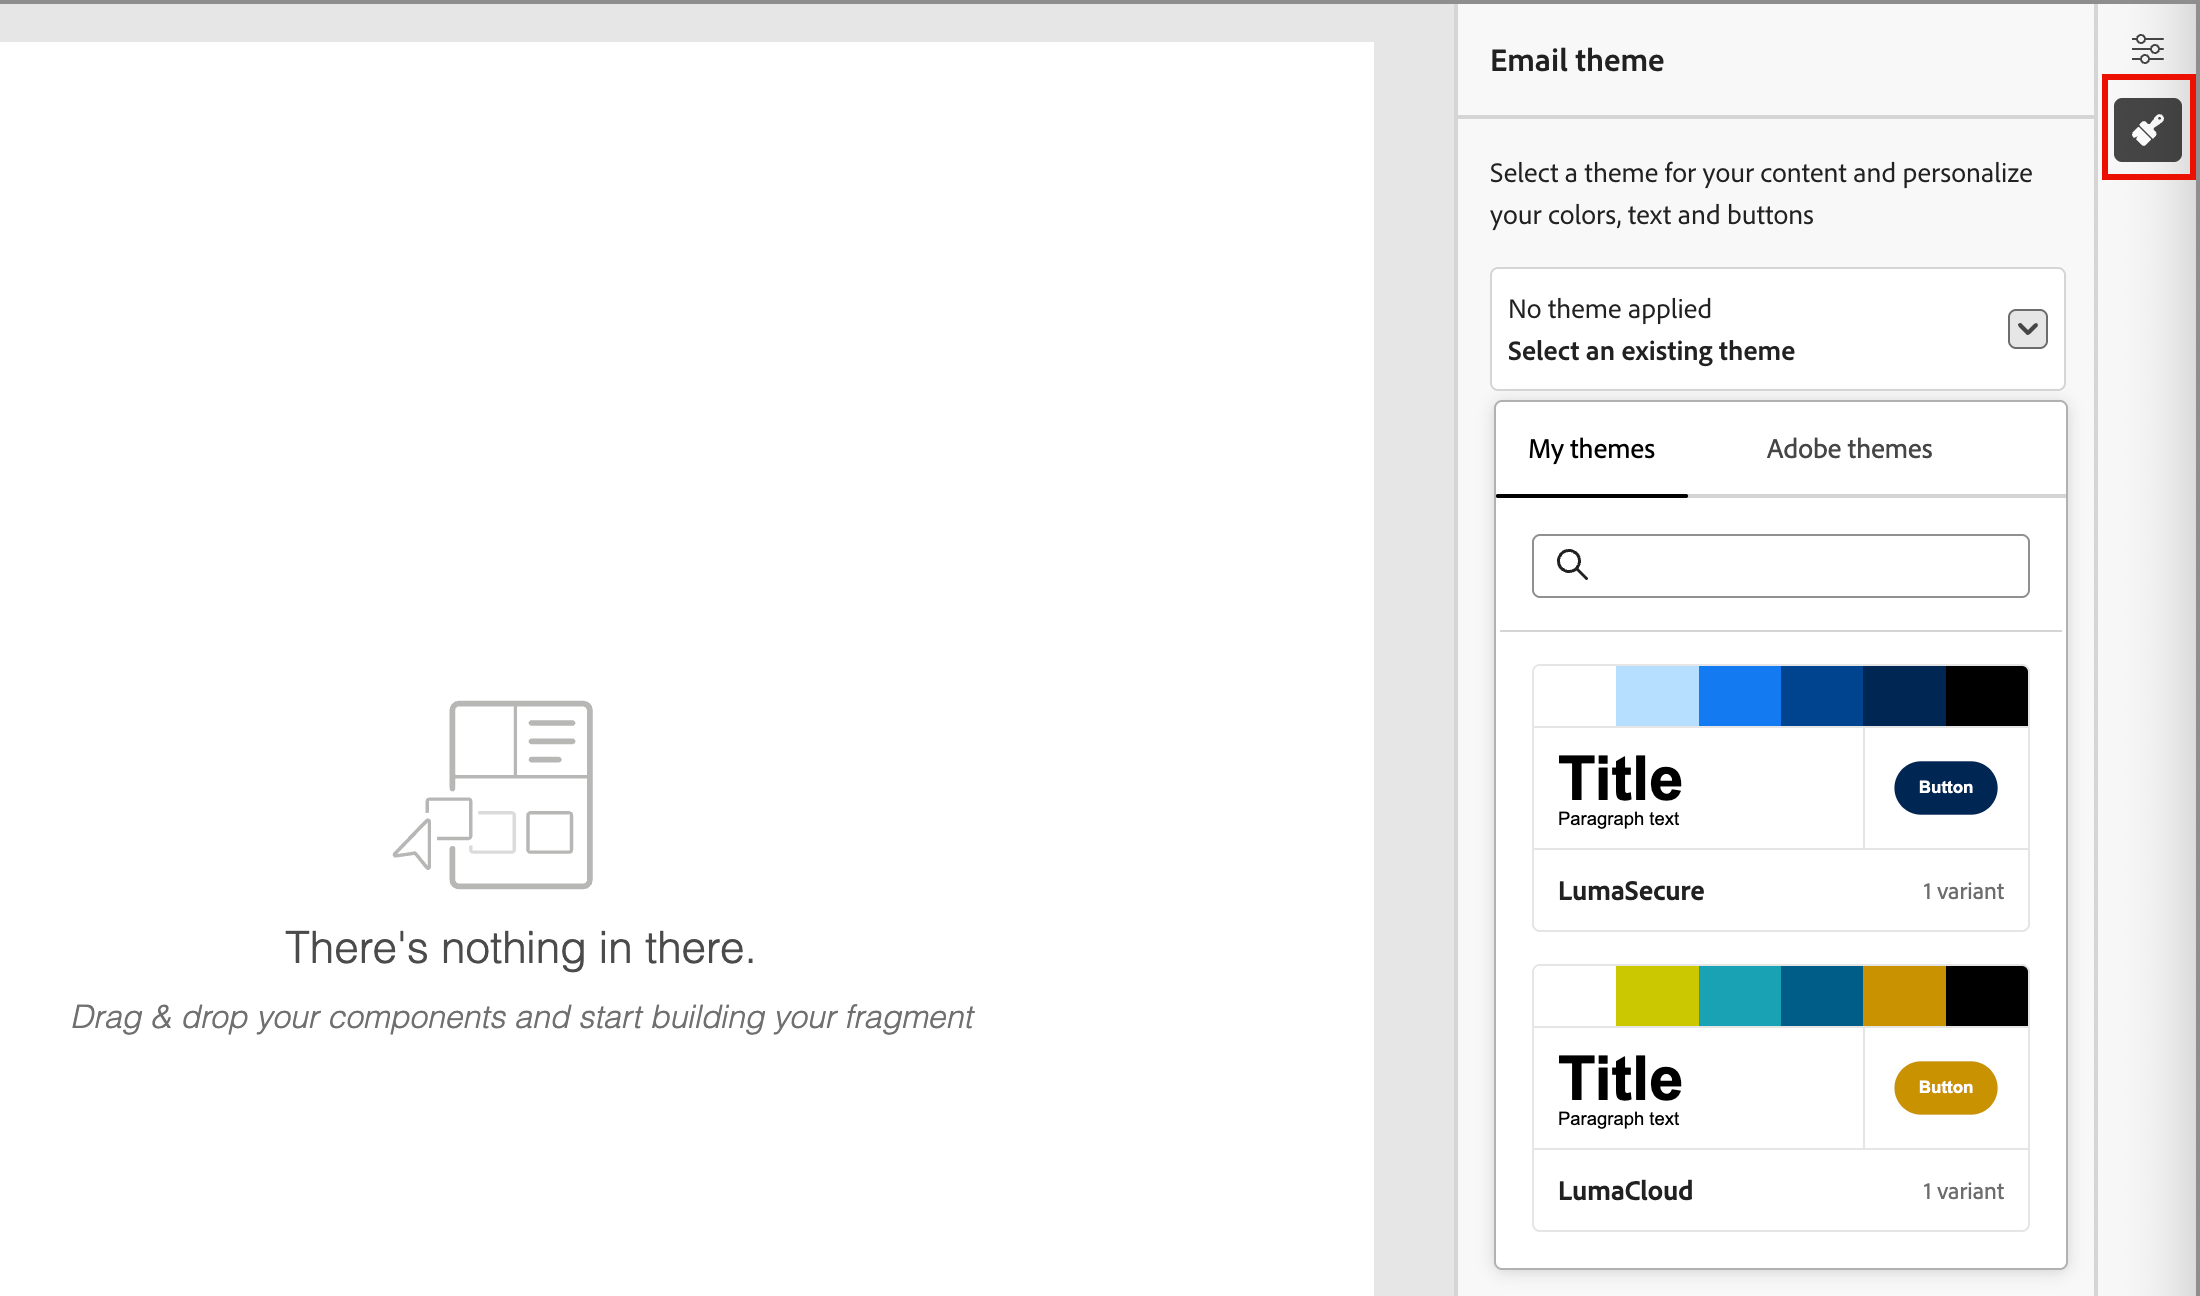 Email theme
Select a theme for your content and personalize
your colors, text and buttons
No theme applied
Select an existing theme
My themes
Adobe themes
Title
Paragraph text
Button
LumaSecure
1 variant
Title
Paragraph text
Button
LumaCloud
1 variant
There's nothing in there.
Drag & drop your components and start building your fragment